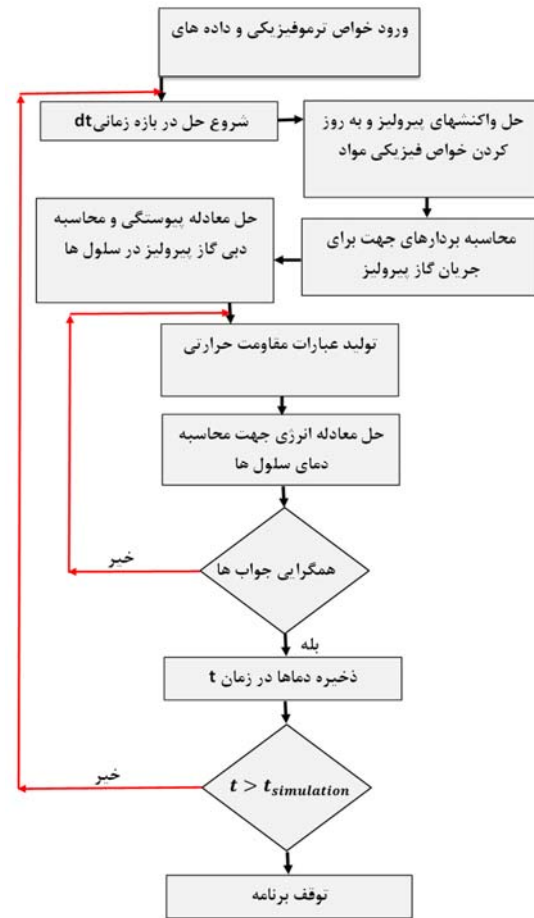 ورود خواص ترموفیزیکی و داده های
شروع حل در بازه زمانیdt
حل واکنشهای پیرولیز و به روز
کردن خواص فیزیکی مواد
محاسبه بردارهای جهت برای
جریان گاز پیرولیز
حل معادله پیوستگی و محاسبه
دبی گاز پیرولیز در سلول ها
تولید عبارات مقاومت حرارتی
حل معادله انرژی جهت محاسبه
دمای سلول ها
همگرایی جواب ها
خیر
بله
ذخیره دماها در زمان t
t > t_simulation
خیر
توقف برنامه